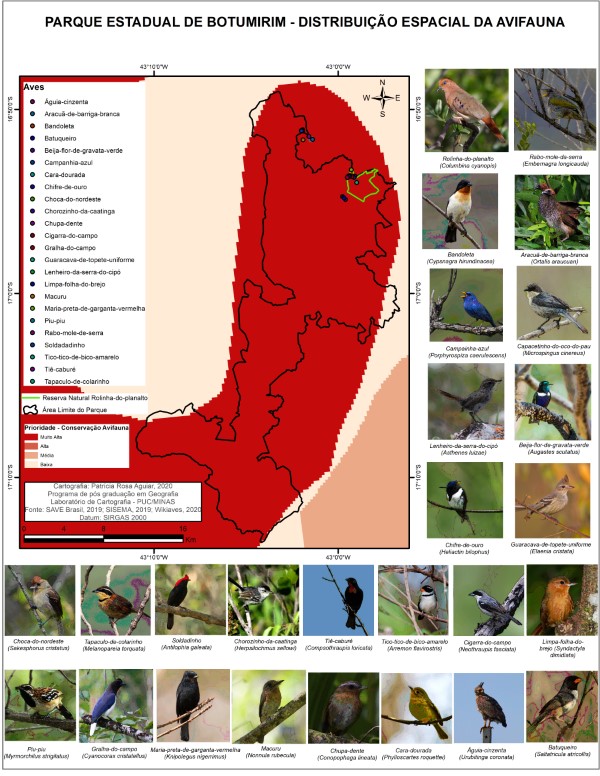 PARQUE ESTADUAL DE BOTUMIRIM - DISTRIBUIÇÃO ESPACIAL DA AVIFAUNA
43°10'0"O
43°0'0"O
16°50'0"S
17°0'0"S
17°10'0"S
N
W E
S
Aves
Águia-cinzenta
Aracuã-de-barriga-branca
Bandoleta
Batuqueiro
Beija-flor-de-gravata-verde
Campanhia-azul
Cara-dourada
Chifre-de-ouro
Choca-do-nordeste
Chorozinho-da-caatinga
Chupa-dente
Cigarra-do-campo
Gralha-do-campo
Guaracava-de-topete-uniforme
Lenheiro-da-serra-do-cipó
Limpa-folha-do-brejo
Macuru
Maria-preta-de-garganta-vermelha
Piu-piu
Rabo-mole-de-serra
Soldadadinho
Tico-tico-de-bico-amarelo
Tiê-caburé
Tapaculo-de-colarinho
Reserva Natural Rolinha-do-planalto
Área Limite do Parque
Prioridade - Conservação Avifauna
Muito Alta
Alta
Média
Baixa
Cartografia: Patricia Rosa Aguiar, 2020
Programa de pós graduação em Geografia
Laboratório de Cartografia - PUC/MINAS
Fonte: SAVE Brasil, 2019; SISEMA, 2019; Wikiaves, 2020
Datum: SIRGAS 2000
0 4 8 16
Km
43°10'0"O
43°0'0"O
Rolinha-do-planalto
(Columbina cyanopis)
Rabo-mole-da-serra
(Embernagra longicauda)
Bandoleta
(Cypsnagra hirundinacea)
Aracuã-de-barriga-branca
(Ortalis araucuan)
Campainha-azul
(Porphyrospiza caerulescens)
Capacetinho-do-oco-do-pau
(Microspingus cinereus)
Lenheiro-da-serra-do-cipó
(Asthenes luizae)
Beija-flor-de-gravata-verde
(Augastes scutatus)
Chifre-de-ouro
(Heliactin bilophus)
Guaracava-de-topete-uniforme
(Elaenia cristata)
Choca-do-nordeste
(Sakesphorus cristatus)
Tapaculo-de-colarinho
(Melanopareia torquata)
Soldadinho
(Antilophia galeata)
Chorozinho-da-caatinga
(Herpsilochmus sellowi)
Tiê-caburé
(Compsothraupis loricata)
Tico-tico-de-bico-amarelo
(Arremon flavirostris)
Cigarra-do-campo
(Neothraupis fasciata)
Limpa-folha-do-
brejo (Syndactyla
dimidiata)
Piu-piu
(Myrmorchilus strigilatus)
Gralha-do-campo
(Cyanocorax cristatellus)
Maria-preta-de-garganta-vermelha
(Knipolegus nigerrimus)
Macuru
(Nonnula rubecula)
Chupa-dente
(Conopophaga lineata)
Cara-dourada
(Phylloscartes roquettei)
Águia-cinzenta
(Urubitinga coronata)
Batuqueiro
(Saltatricula atricollis)